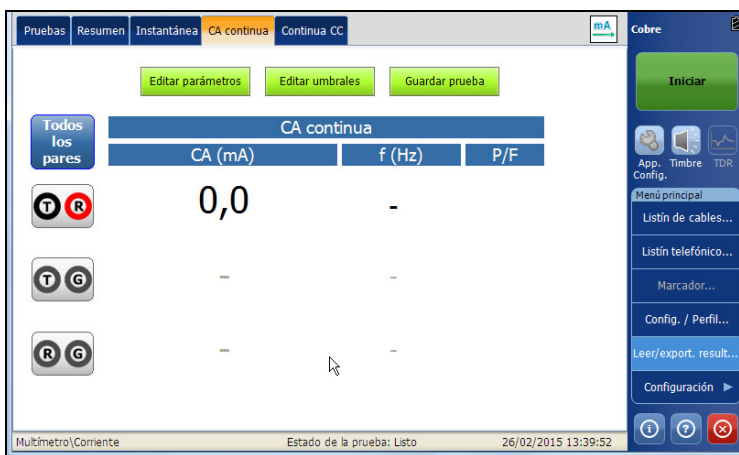 Pruebas
Resumen
Instantánea
CA continua
Continua CC
mA
Cobre
Editar parámetros
Editar umbrales
Guardar prueba
Iniciar
Todos
los
pares
CA continua
CA (mA)
f (Hz)
P/F
App.
Config.
Timbre
TDR
T R
0,0
-
T G
-
-
R G
-
-
Menú principal
Listín de cables...
Listín telefónico...
Marcador...
Config. / Perfil...
Leer/export. result...
Configuración
Multímetro\Corriente
Estado de la prueba: Listo
26/02/2015 13:39:52